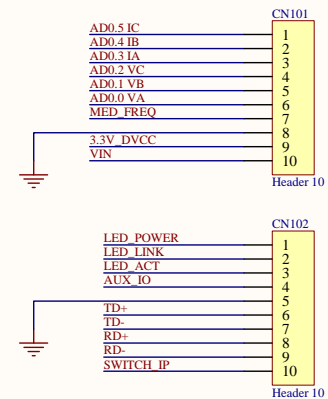 CN101
AD0.5 IC 1
AD0.4 IB 2
AD0.3 IA 3
AD0.2 VC 4
AD0.1 VB 5
AD0.0 VA 6
MED_FREQ 7
8
3.3V_DVCC 9
VIN 10
Header 10
CN102
LED_POWER 1
LED_LINK 2
LED_ACT 3
AUX_IO 4
5
TD+ 6
TD- 7
RD+ 8
RD- 9
SWITCH_IP 10
Header 10